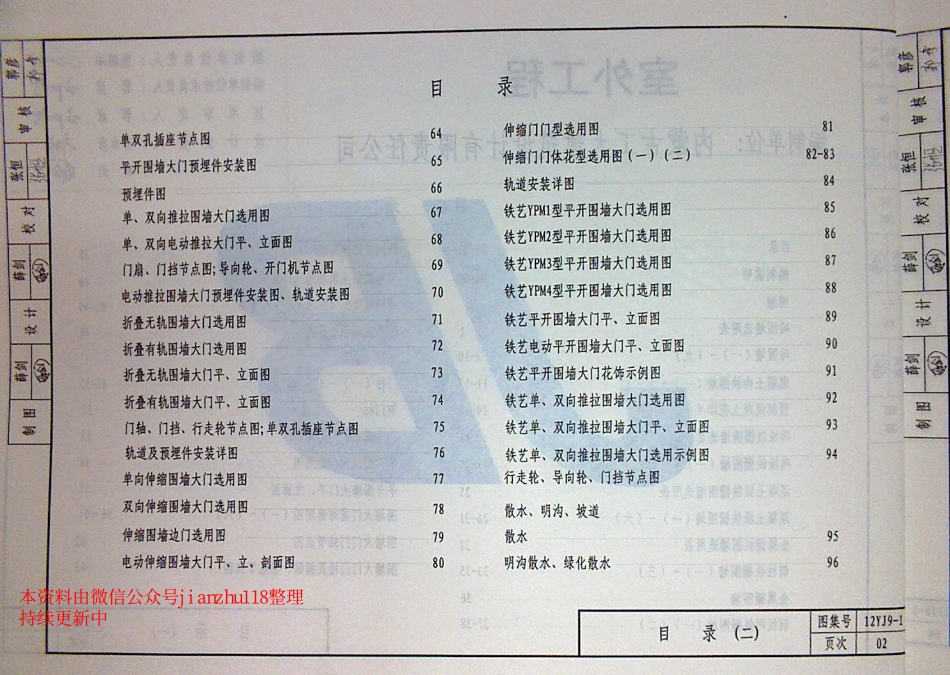 目 录
单双孔插座节点图 64
平开围墙大门预埋件安装图 65
预埋件图 66
单、双向推拉围墙大门选用图 67
单、双向电动推拉大门平、立面图 68
门扇、门挡节点图;导向轮、开门机节点图 69
电动推拉围墙大门预埋件安装图、轨道安装图 70
折叠无轨围墙大门选用图 71
折叠有轨围墙大门选用图 72
折叠无轨围墙大门平、立面图 73
折叠有轨围墙大门平、立面图 74
门轴、门挡、行走轮节点图;单双孔插座节点图 75
轨道及预埋件安装详图 76
单向伸缩围墙大门选用图 77
双向伸缩围墙大门选用图 78
伸缩围墙边门选用图 79
电动伸缩围墙大门平、立、剖面图 80
伸缩门门型选用图 81
伸缩门门体花型选用图(一)(二) 82-83
轨道安装详图 84
铁艺YPM1型平开围墙大门选用图 85
铁艺YPM2型平开围墙大门选用图 86
铁艺YPM3型平开围墙大门选用图 87
铁艺YPM4型平开围墙大门选用图 88
铁艺平开围墙大门平、立面图 89
铁艺电动平开围墙大门平、立面图 90
铁艺平开围墙大门花饰示例图 91
铁艺单、双向推拉围墙大门选用图 92
铁艺单、双向推拉围墙大门平、立面图 93
铁艺单、双向推拉围墙大门选用示例图 94
行走轮、导向轮、门挡节点图
散水、明沟、坡道
散水 95
明沟散水、绿化散水 96
审核 郭彦
校对 张恒
设计 薛剑
制图 薛剑
审核 郭彦
校对 张恒
设计 薛剑
制图 薛剑
本资料由微信公众号jianzhu118整理
持续更新中
目 录 (二)
图集号 12YJ9-1
页次 02